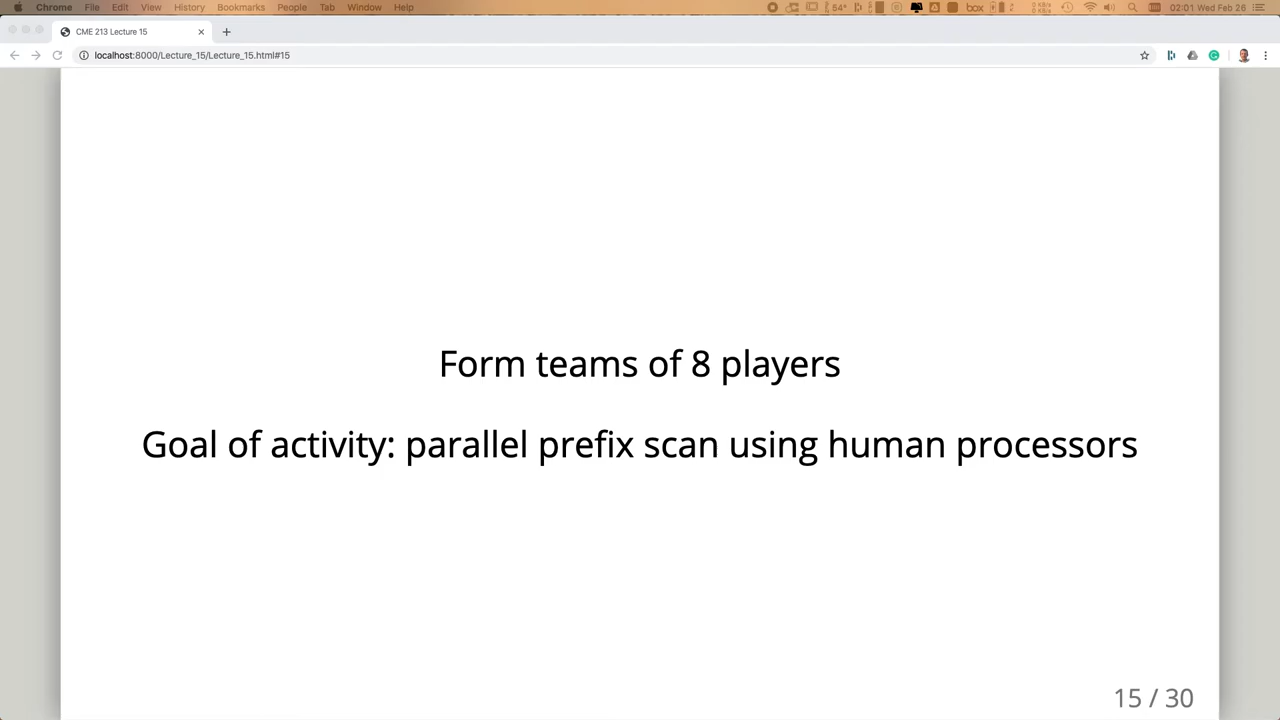 Chrome File Edit View History Bookmarks People Tab Window Help
54°
box
02:01 Wed Feb 26
CME 213 Lecture 15
localhost:8000/Lecture_15/Lecture_15.html#15
Form teams of 8 players
Goal of activity: parallel prefix scan using human processors
15 / 30